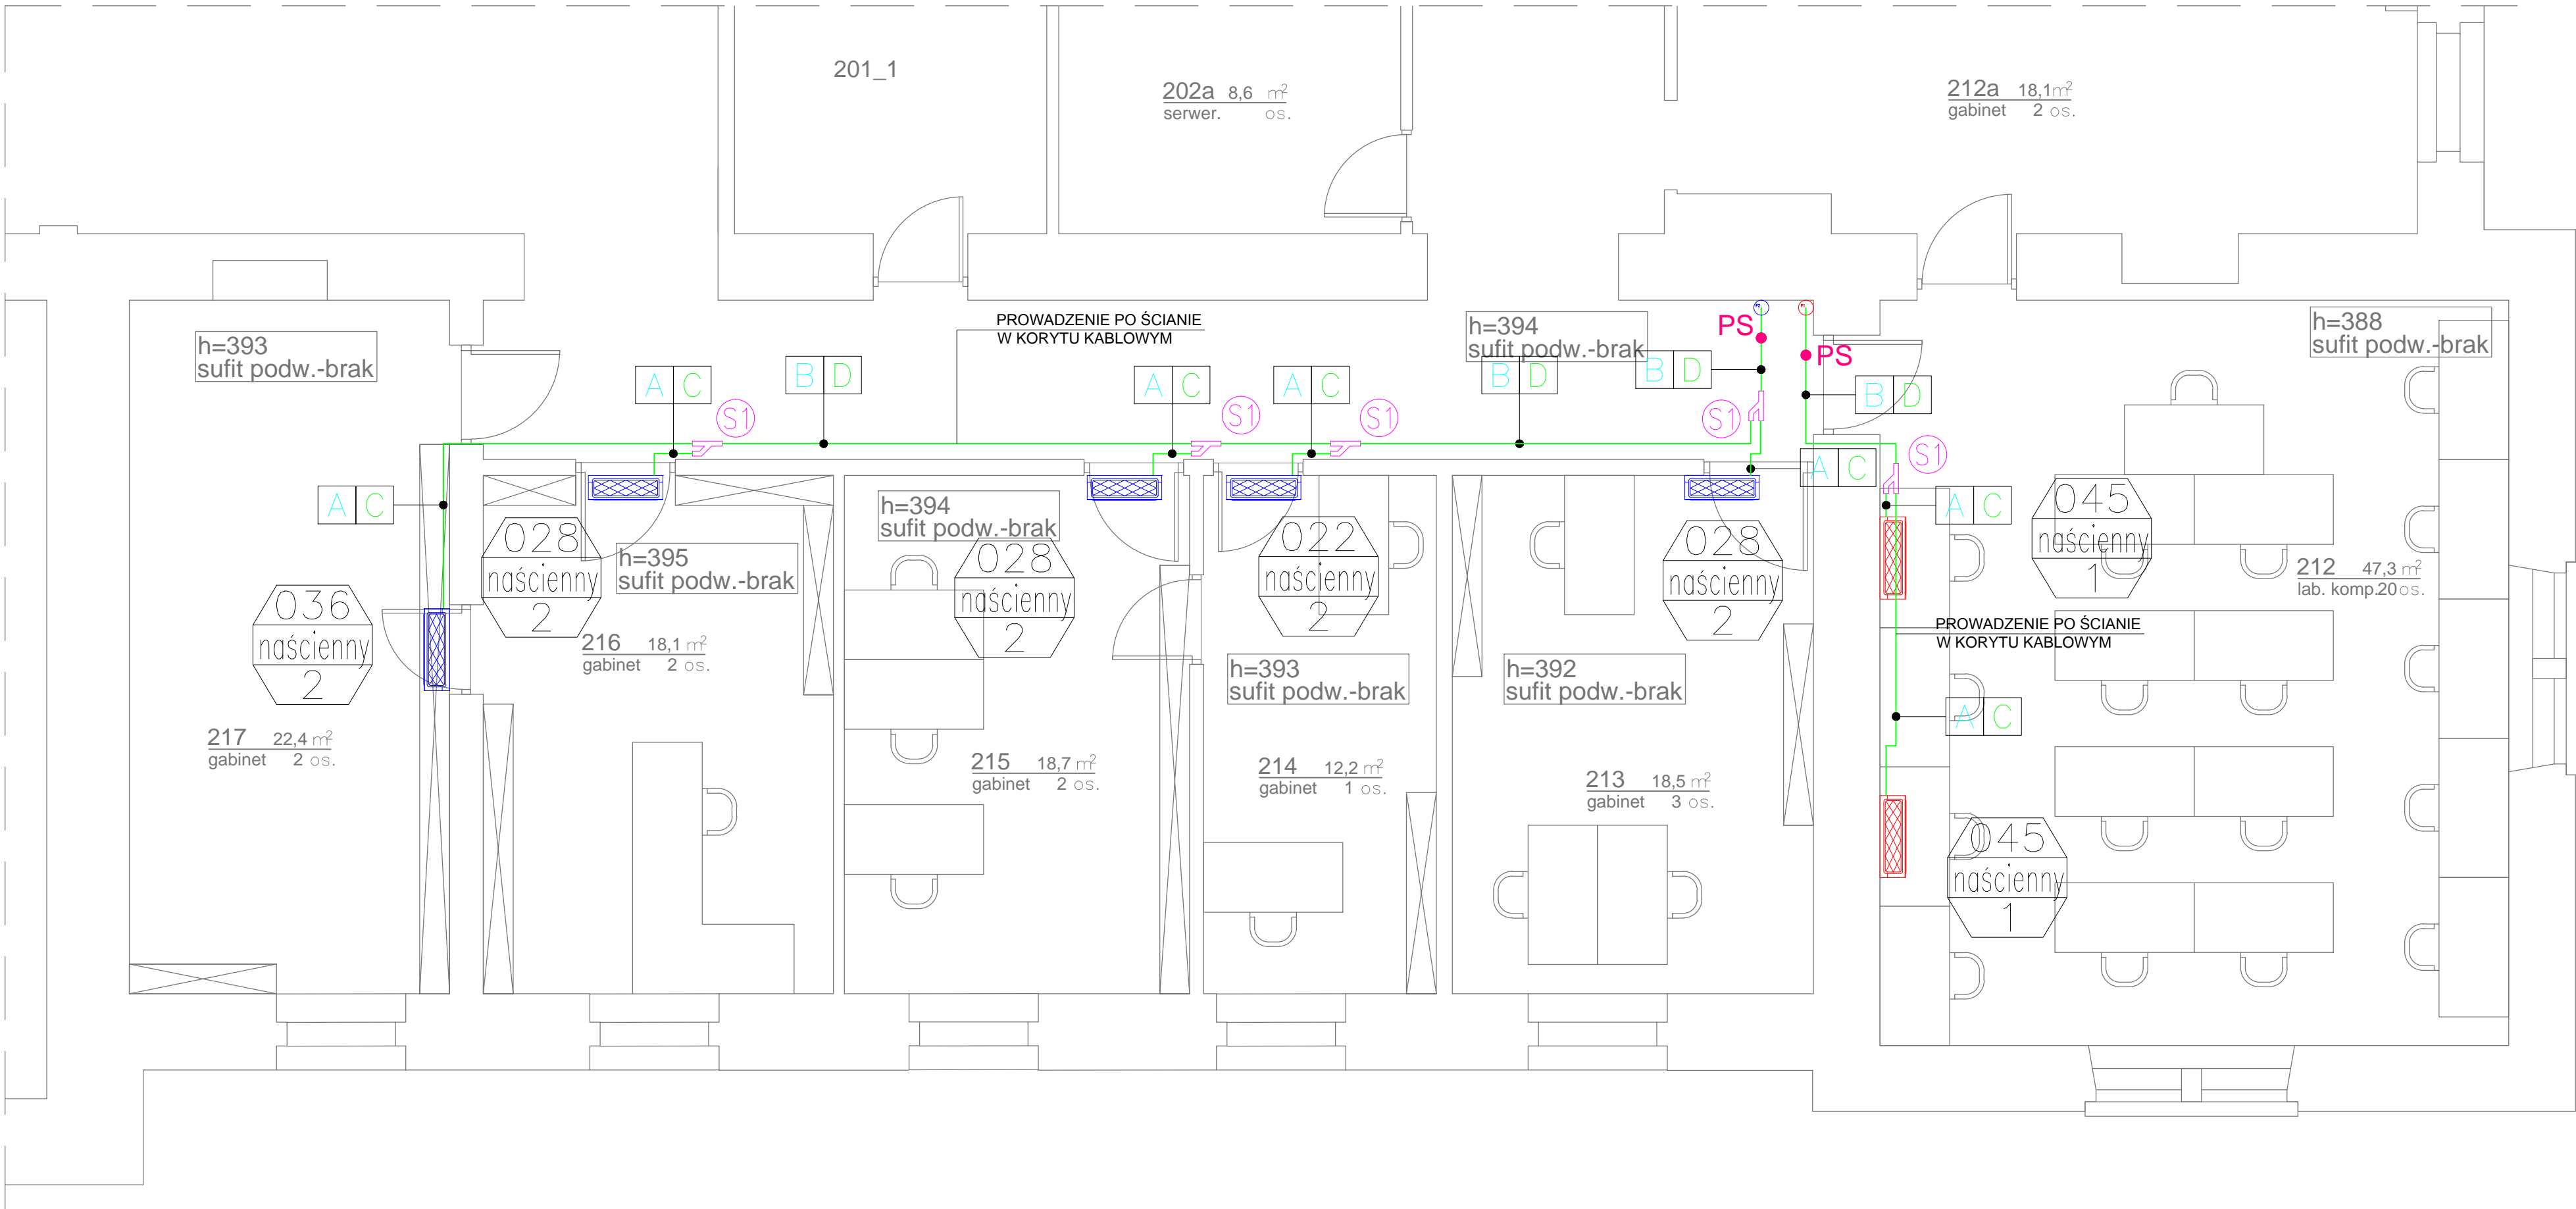 201_1
202a 8,6 m²
serwer. os.
212a 18,1 m²
gabinet 2 os.
PROWADZENIE PO ŚCIANIE
W KORYTU KABLOWYM
h=393
sufit podw.-brak
h=394
sufit podw.-brak
h=388
sufit podw.-brak
PS
PS
A C
S1
B D
A C
S1
A C
S1
B D
B D
S1
B D
A C
S1
A C
A C
h=394
sufit podw.-brak
h=395
sufit podw.-brak
028
naścienny
2
028
naścienny
2
022
naścienny
2
028
naścienny
2
045
naścienny
1
036
naścienny
2
212 47,3 m²
lab. komp.20 os.
PROWADZENIE PO ŚCIANIE
W KORYTU KABLOWYM
216 18,1 m²
gabinet 2 os.
h=393
sufit podw.-brak
h=392
sufit podw.-brak
A C
217 22,4 m²
gabinet 2 os.
215 18,7 m²
gabinet 2 os.
214 12,2 m²
gabinet 1 os.
213 18,5 m²
gabinet 3 os.
045
naścienny
1